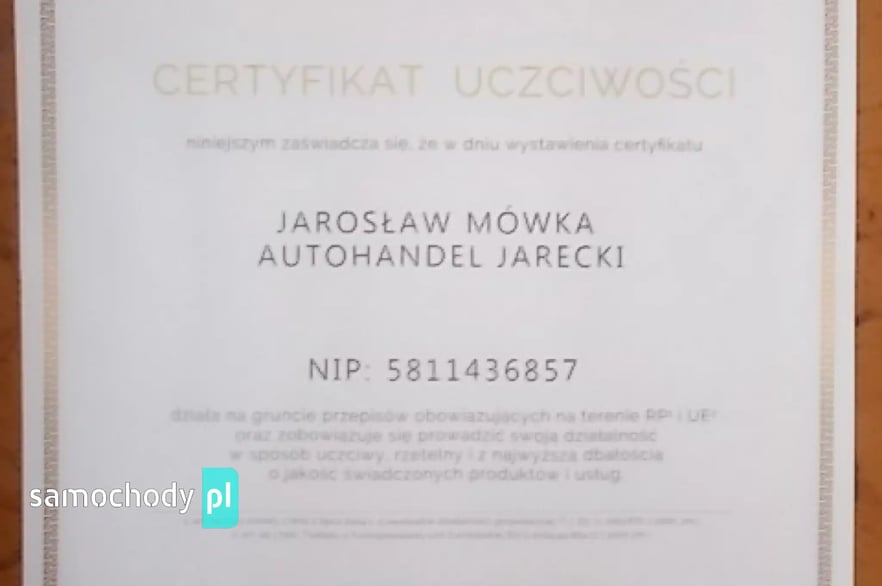 CERTYFIKAT UCZCIWOŚCI
niniejszym zaświadcza się, że w dniu wystawienia certyfikatu
JAROSŁAW MÓWKA
AUTOHANDEL JARECKI
NIP: 5811436857
działa na gruncie przepisów obowiązujących na terenie RP¹ i UE²
oraz zobowiązuje się prowadzić swoją działalność
w sposób uczciwy, rzetelny i z najwyższą dbałością
o jakość świadczonych produktów i usług.
samochody pl